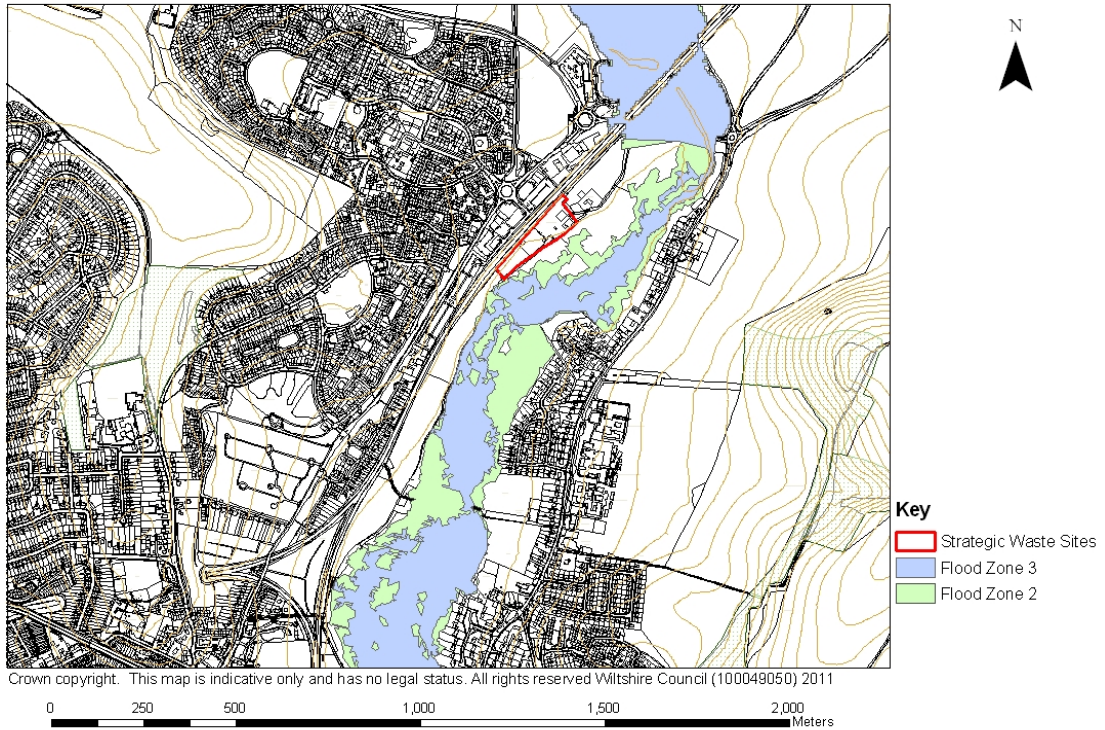 N
Key
Strategic Waste Sites
Flood Zone 3
Flood Zone 2
Crown copyright. This map is indicative only and has no legal status. All rights reserved Wiltshire Council (100049050) 2011
0 250 500 1,000 1,500 2,000
Meters